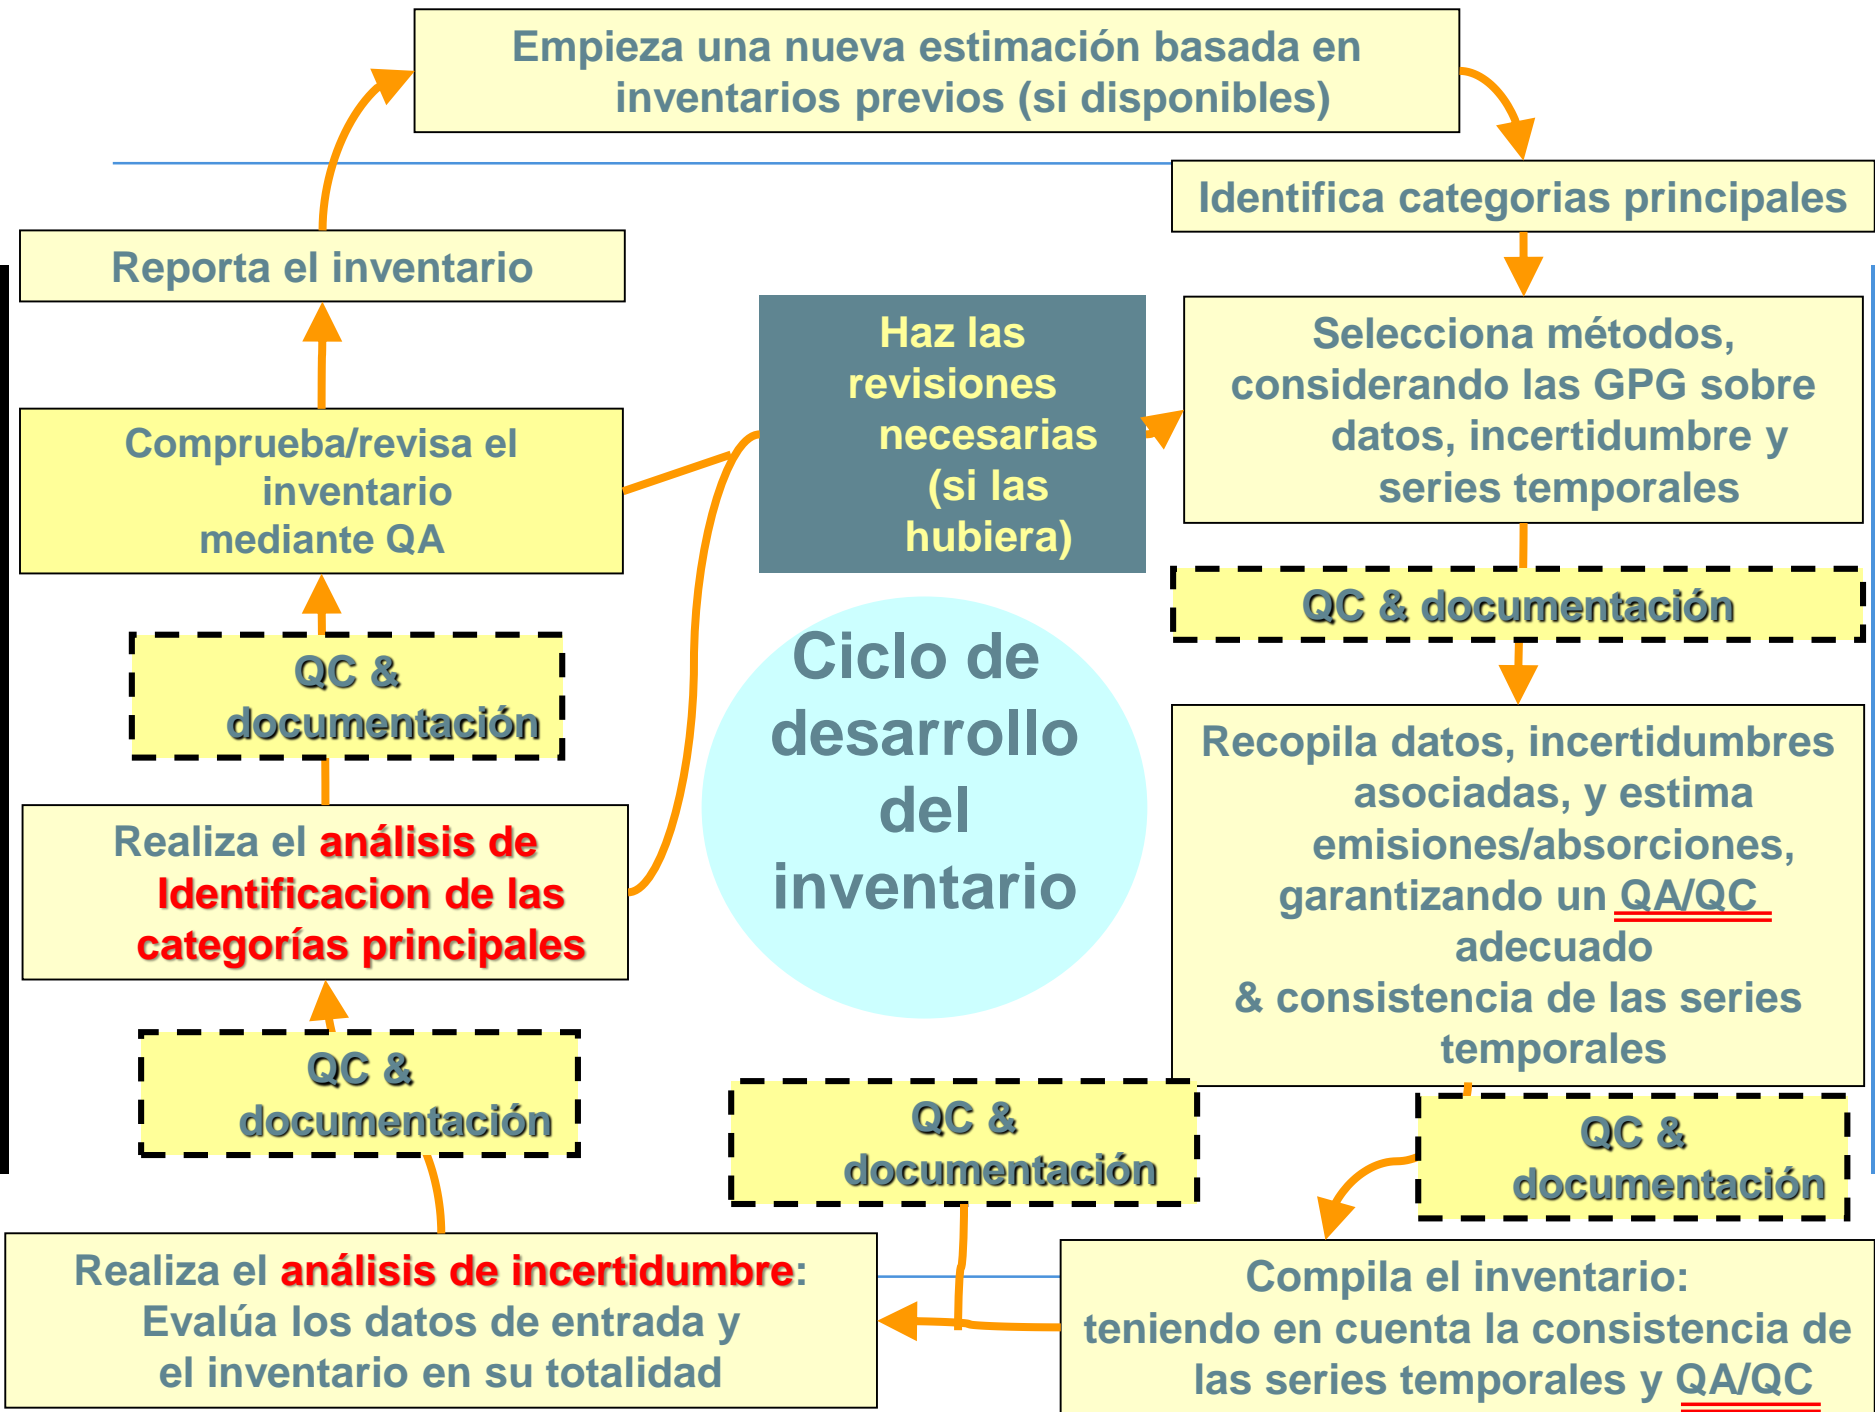 Empieza una nueva estimación basada en
inventarios previos (si disponibles)
Identifica categorias principales
Reporta el inventario
Haz las
revisiones
necesarias
(si las
hubiera)
Selecciona métodos,
considerando las GPG sobre
datos, incertidumbre y
series temporales
Comprueba/revisa el
inventario
mediante QA
QC & documentación
QC &
documentación
Ciclo de
desarrollo
del
inventario
Recopila datos, incertidumbres
asociadas, y estima
emisiones/absorciones,
garantizando un QA/QC
adecuado
& consistencia de las series
temporales
Realiza el análisis de
Identificacion de las
categorías principales
QC &
documentación
QC &
documentación
QC &
documentación
Realiza el análisis de incertidumbre:
Evalúa los datos de entrada y
el inventario en su totalidad
Compila el inventario:
teniendo en cuenta la consistencia de
las series temporales y QA/QC